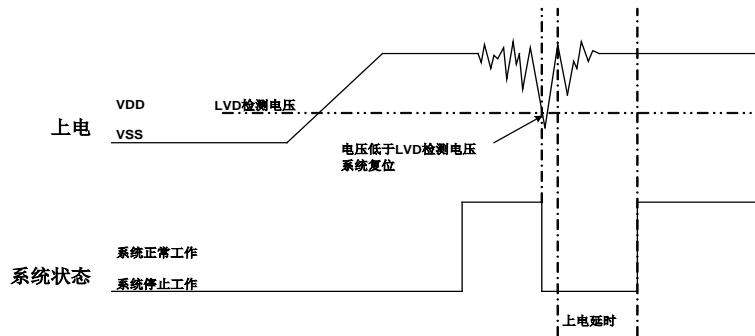 上电
VDD
LVD检测电压
VSS
电压低于LVD检测电压
系统复位
系统状态
系统正常工作
系统停止工作
上电延时